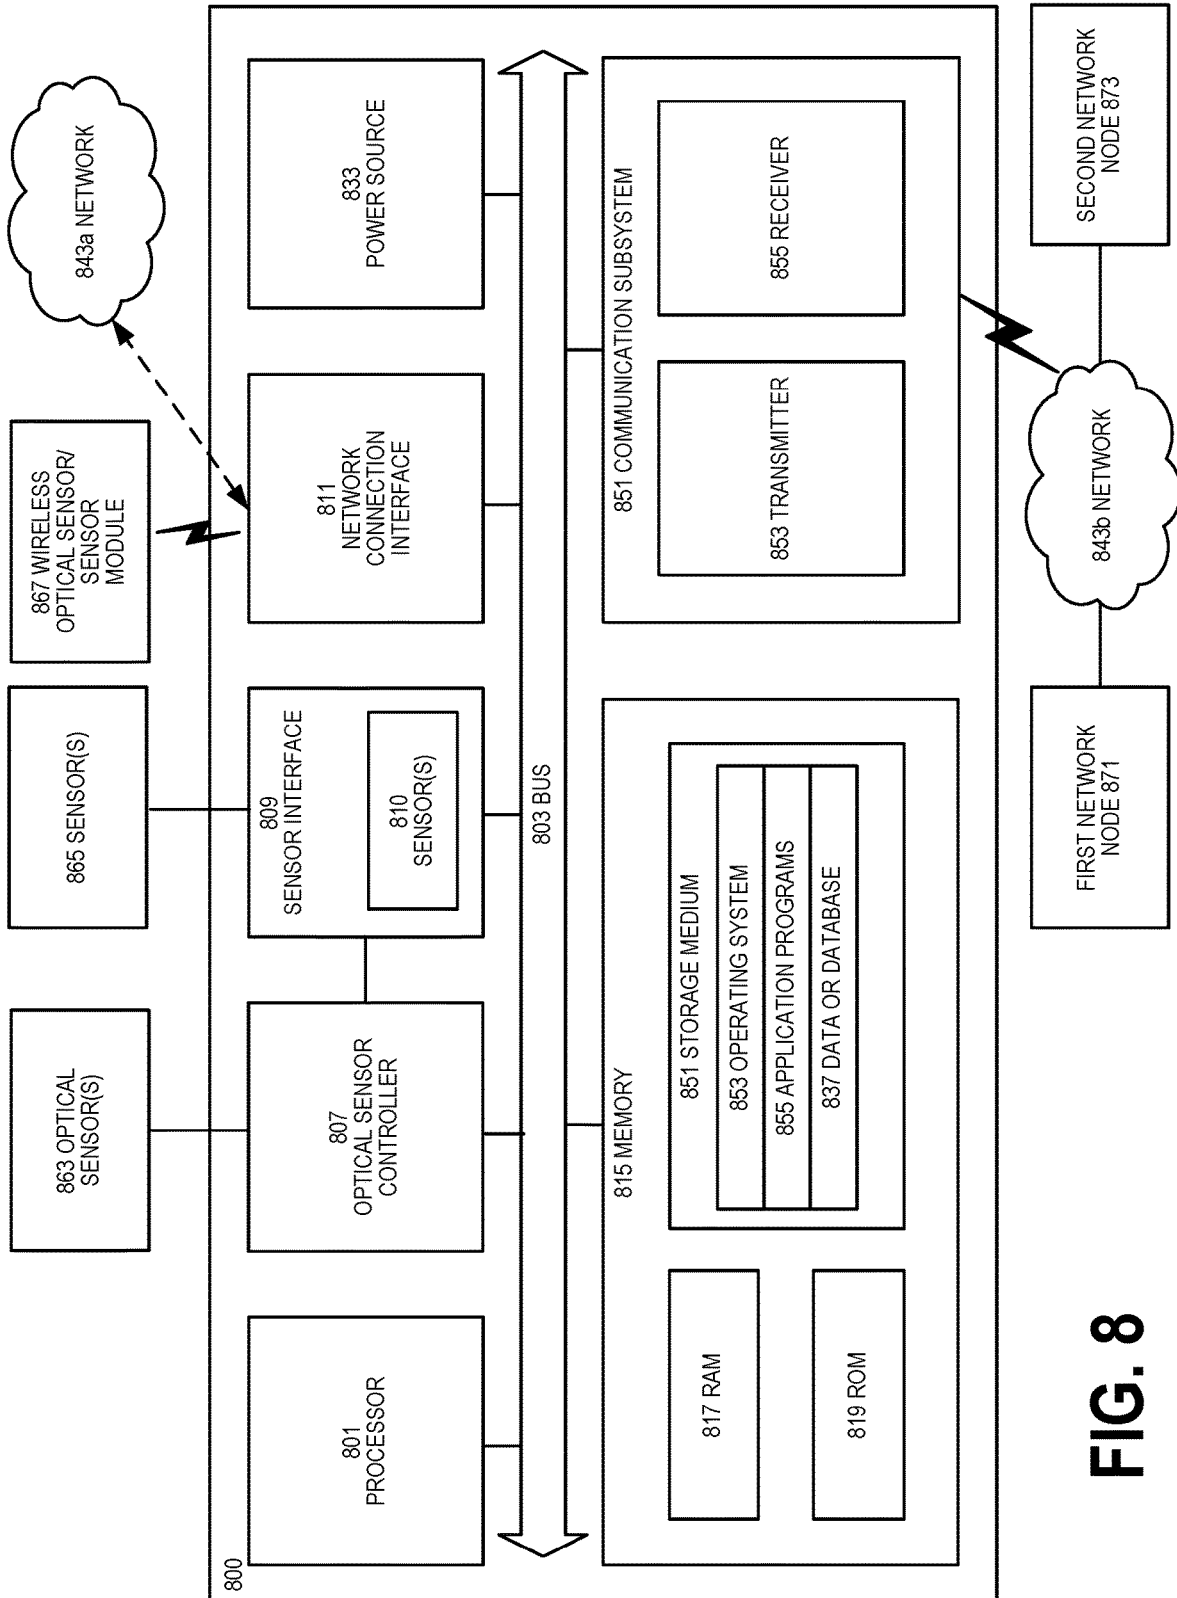 863 OPTICAL
SENSOR(S)
865 SENSOR(S)
867 WIRELESS
OPTICAL SENSOR/
SENSOR
MODULE
843a NETWORK
800
801
PROCESSOR
807
OPTICAL SENSOR
CONTROLLER
809
SENSOR INTERFACE
810
SENSOR(S)
811
NETWORK
CONNECTION
INTERFACE
833
POWER SOURCE
803 BUS
815 MEMORY
817 RAM
819 ROM
851 STORAGE MEDIUM
853 OPERATING SYSTEM
855 APPLICATION PROGRAMS
837 DATA OR DATABASE
851 COMMUNICATION SUBSYSTEM
853 TRANSMITTER
855 RECEIVER
FIRST NETWORK
NODE 871
843b NETWORK
SECOND NETWORK
NODE 873
FIG. 8